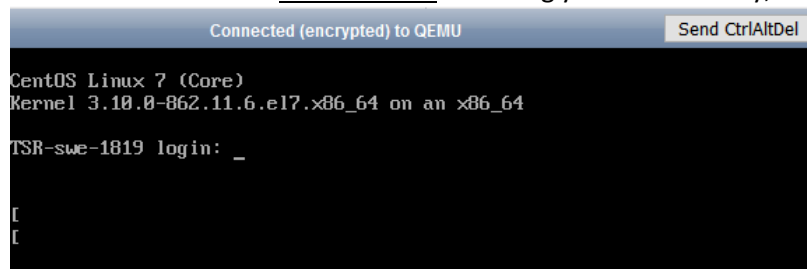 Connected (encrypted) to QEMU Send CtrlAltDel
CentOS Linux 7 (Core)
Kernel 3.10.0-862.11.6.el7.x86_64 on an x86_64
TSR-swe-1819 login: _
[
[